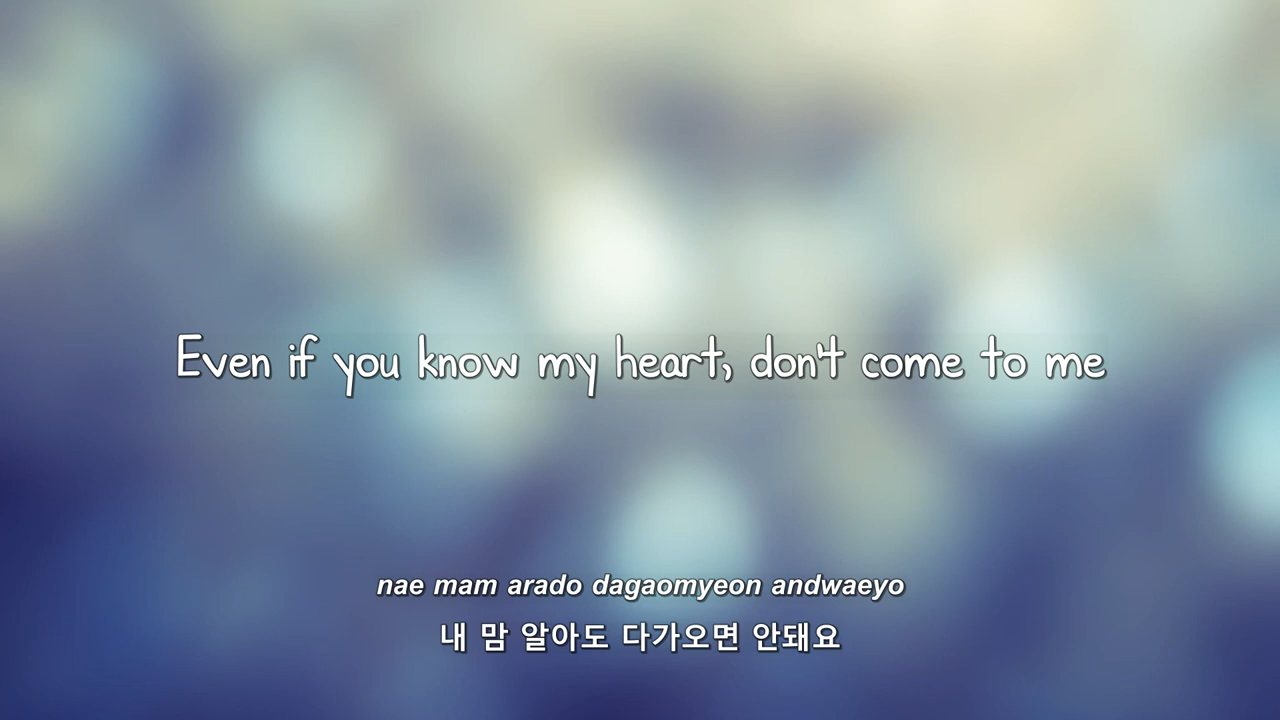 Even if you know my heart, don't come to me
nae mam arado dagaomyeon andwaeyo
내 맘 알아도 다가오면 안돼요